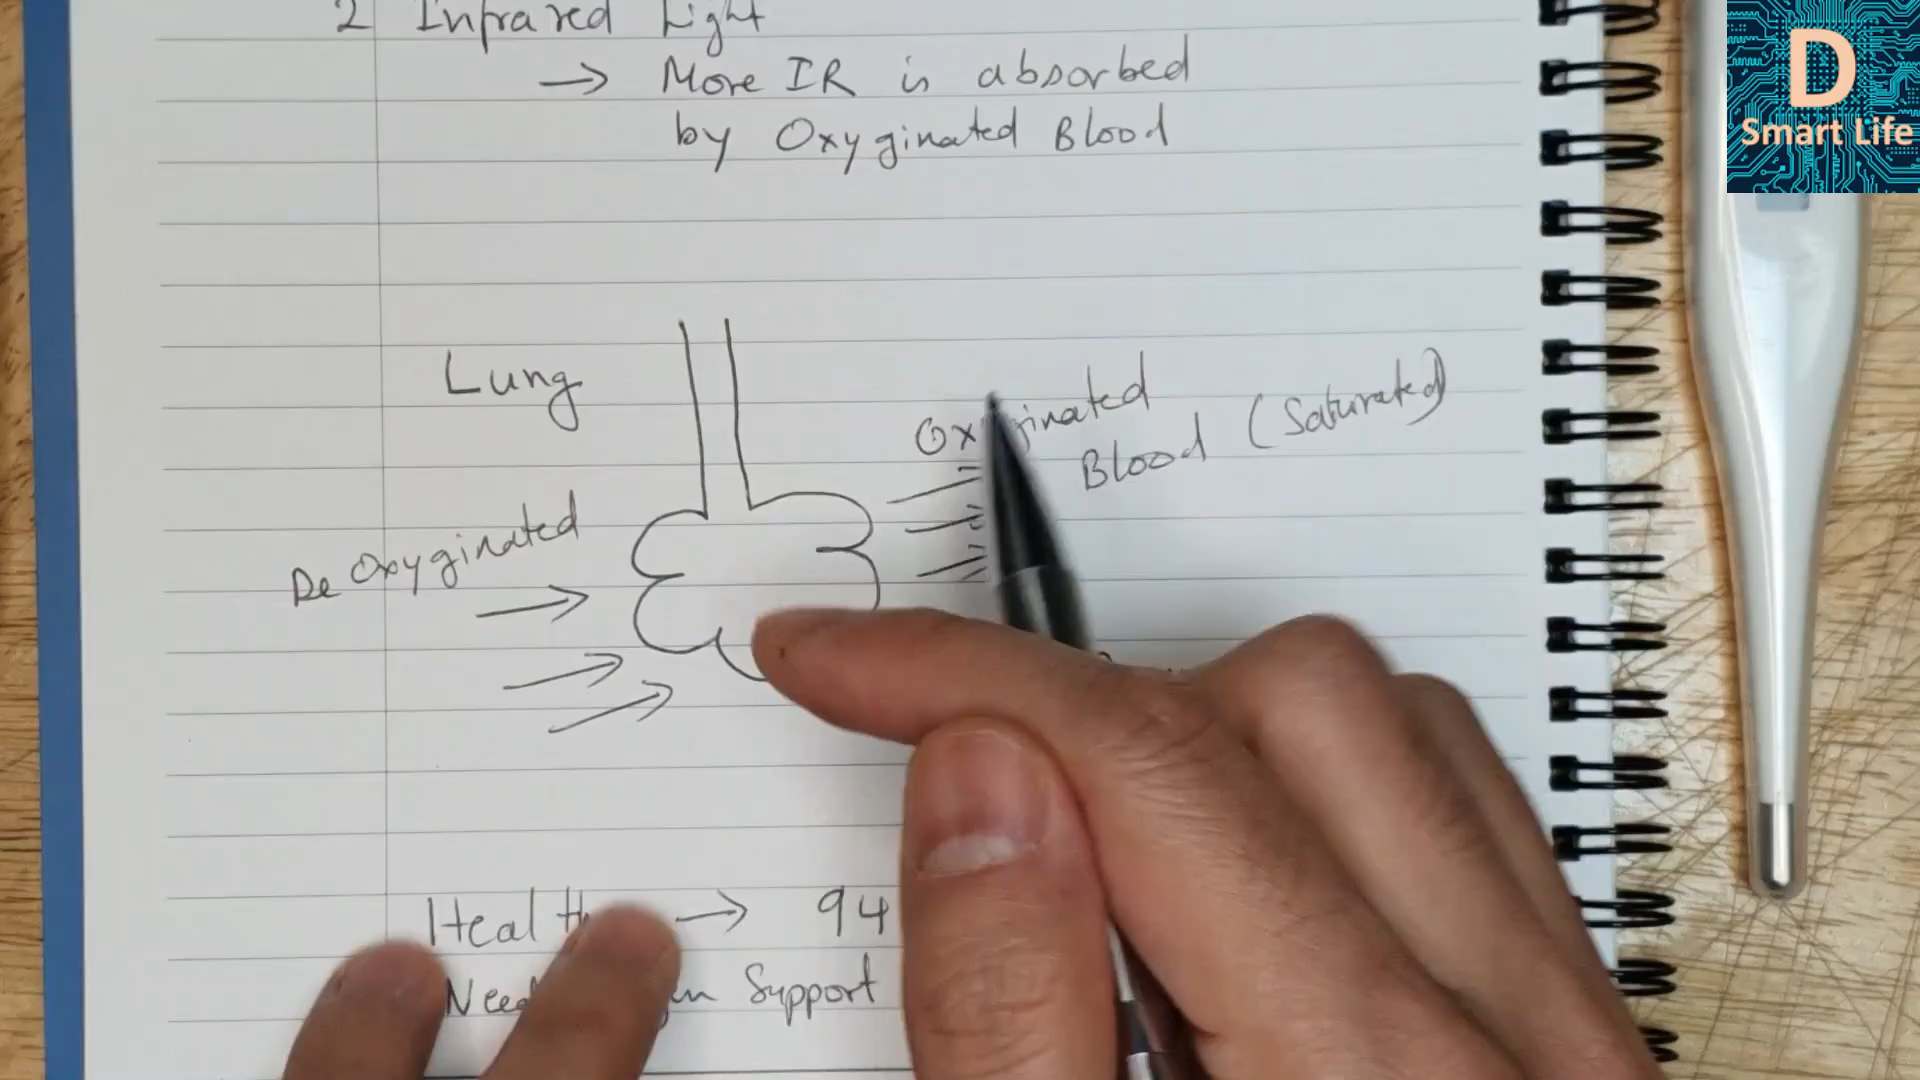 2 Infrared Light
→ More IR is absorbed
by Oxyginated Blood
Lung
Oxyginated
Blood (Saturated)
De Oxyginated
→ 94
Support
D
Smart Life